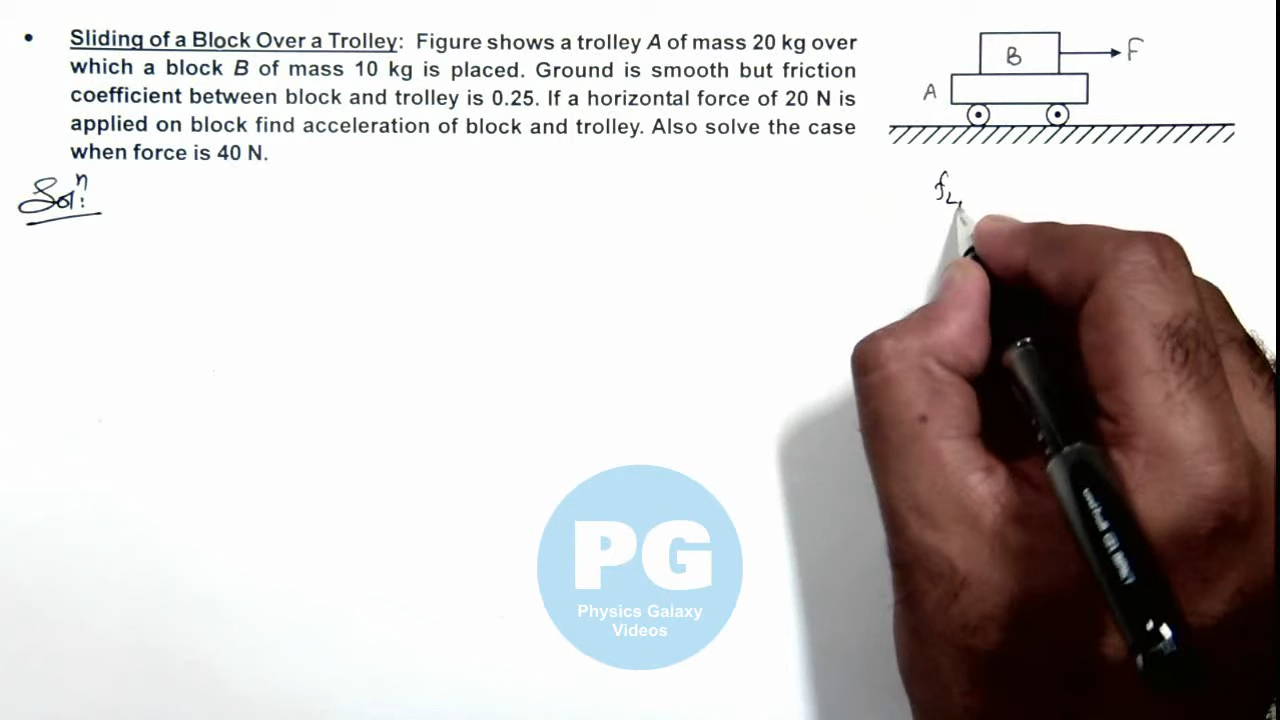 • Sliding of a Block Over a Trolley: Figure shows a trolley A of mass 20 kg over
which a block B of mass 10 kg is placed. Ground is smooth but friction
coefficient between block and trolley is 0.25. If a horizontal force of 20 N is
applied on block find acceleration of block and trolley. Also solve the case
when force is 40 N.
B
F
A
Solⁿ:
f_L
PG
Physics Galaxy
Videos